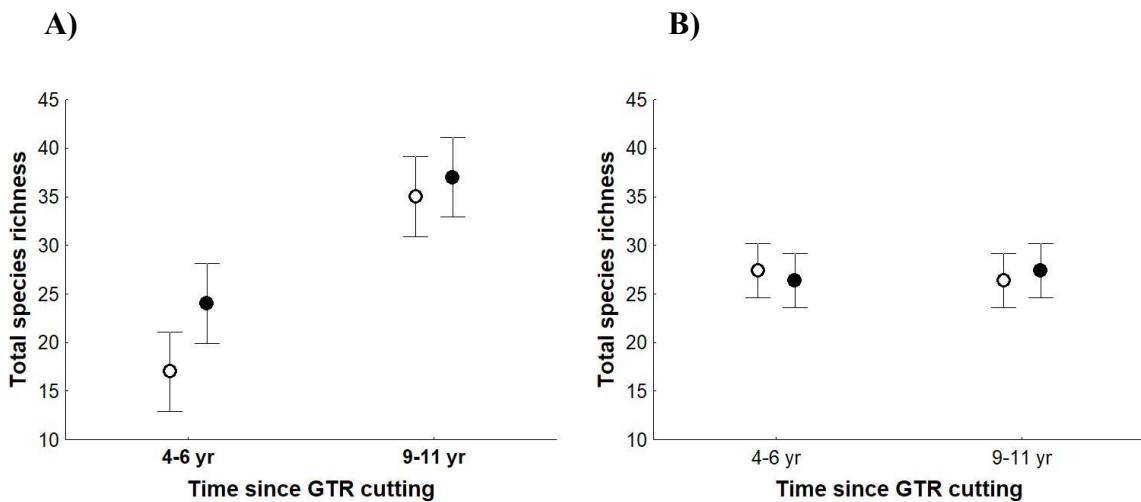 A)
Total species richness
45
40
35
30
25
20
15
10
4-6 yr
9-11 yr
Time since GTR cutting
B)
Total species richness
45
40
35
30
25
20
15
10
4-6 yr
9-11 yr
Time since GTR cutting